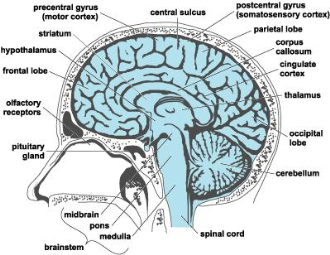 precentral gyrus
(motor cortex)
central sulcus
postcentral gyrus
(somatosensory cortex)
striatum
parietal lobe
hypothalamus
corpus
callosum
frontal lobe
cingulate
cortex
olfactory
receptors
thalamus
pituitary
gland
occipital
lobe
cerebellum
midbrain
pons
medulla
spinal cord
brainstem